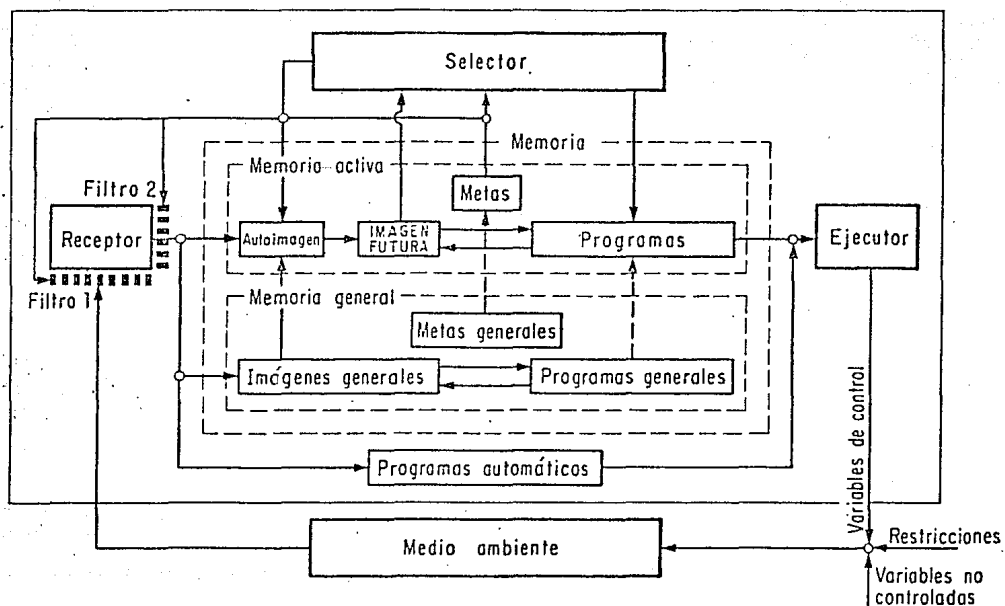 Selector
Memoria
Memoria activa
Filtro 2
Metas
Receptor
Autoimagen
IMAGEN
FUTURA
Programas
Ejecutor
Filtro 1
Memoria general
Metas generales
Imágenes generales
Programas generales
Programas automáticos
Variables de control
Medio ambiente
Restricciones
Variables no
controladas